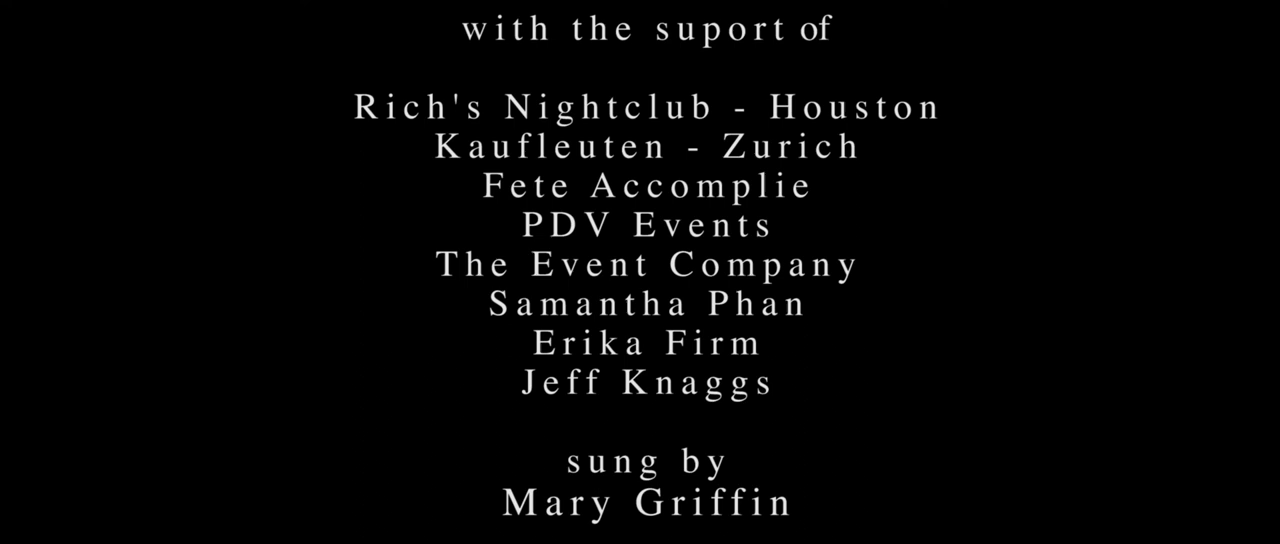 with the suport of
Rich's Nightclub - Houston
Kaufleuten - Zurich
Fete Accomplie
PDV Events
The Event Company
Samantha Phan
Erika Firm
Jeff Knaggs
sung by
Mary Griffin